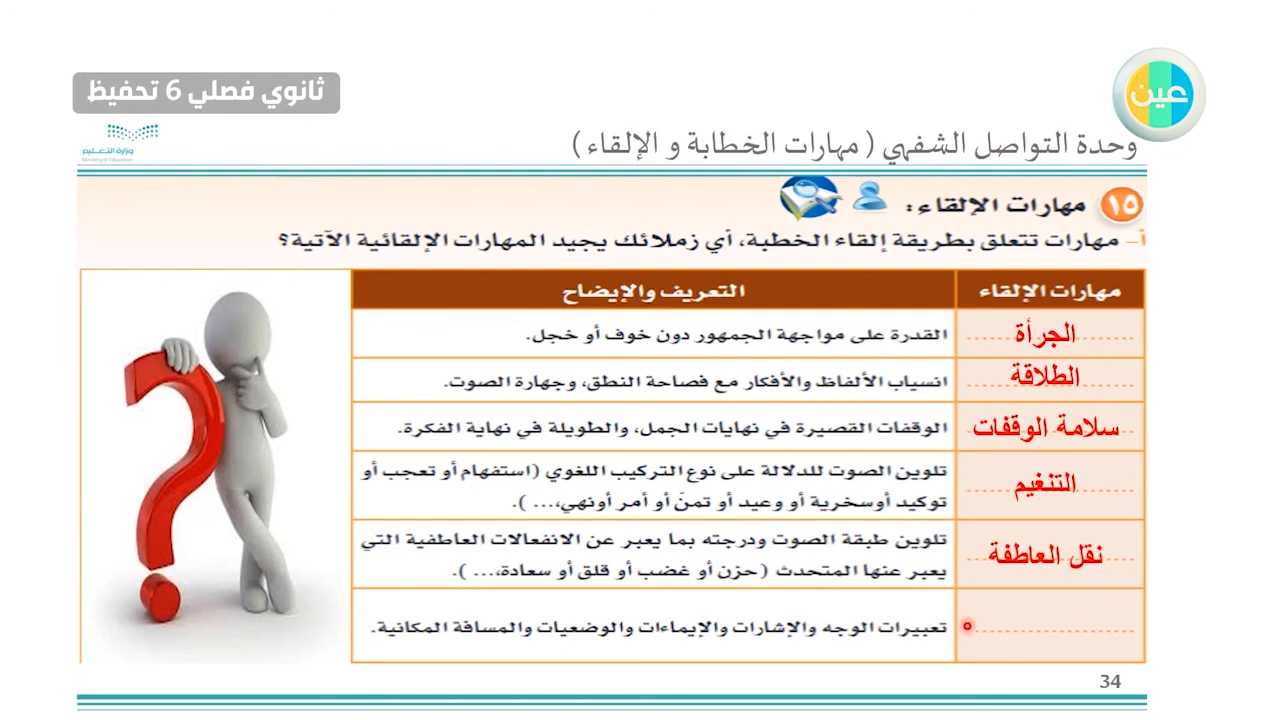 عين
ثانوي فصلي 6 تحفيظ
وزارة التعليم
Ministry of Education
وحدة التواصل الشفهي ( مهارات الخطابة و الإلقاء )
١٥ مهارات الإلقاء:
أ- مهارات تتعلق بطريقة إلقاء الخطبة، أي زملائك يجيد المهارات الإلقائية الآتية؟
مهارات الإلقاء التعريف والإيضاح
الجرأة القدرة على مواجهة الجمهور دون خوف أو خجل.
الطلاقة انسياب الألفاظ والأفكار مع فصاحة النطق، وجهارة الصوت.
سلامة الوقفات الوقفات القصيرة في نهايات الجمل، والطويلة في نهاية الفكرة.
التنغيم تلوين الصوت للدلالة على نوع التركيب اللغوي (استفهام أو تعجب أو
توكيد أوسخرية أو وعيد أو تمنّ أو أمر أونهي،... ).
نقل العاطفة تلوين طبقة الصوت ودرجته بما يعبر عن الانفعالات العاطفية التي
يعبر عنها المتحدث (حزن أو غضب أو قلق أو سعادة،... ).
تعبيرات الوجه والإشارات والإيماءات والوضعيات والمسافة المكانية.
34